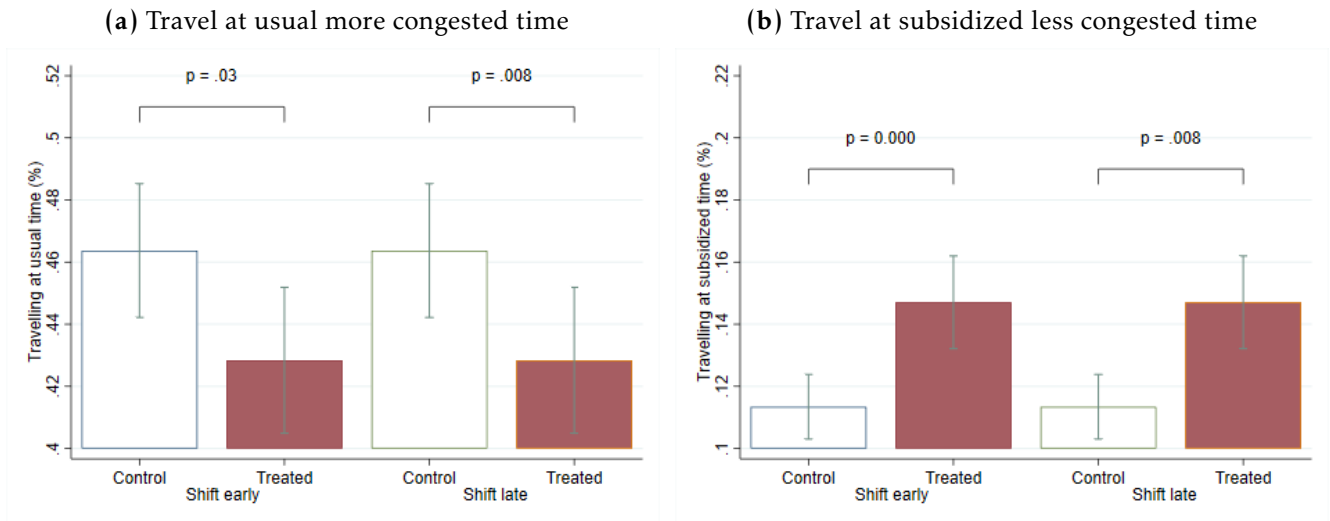 (a) Travel at usual more congested time
Travelling at usual time (%)
.52
.5
.48
.46
.44
.42
.4
p = .03
p = .008
Control
Treated
Control
Treated
Shift early
Shift late
(b) Travel at subsidized less congested time
Travelling at subsidized time (%)
.22
.2
.18
.16
.14
.12
.1
p = 0.000
p = .008
Control
Treated
Control
Treated
Shift early
Shift late